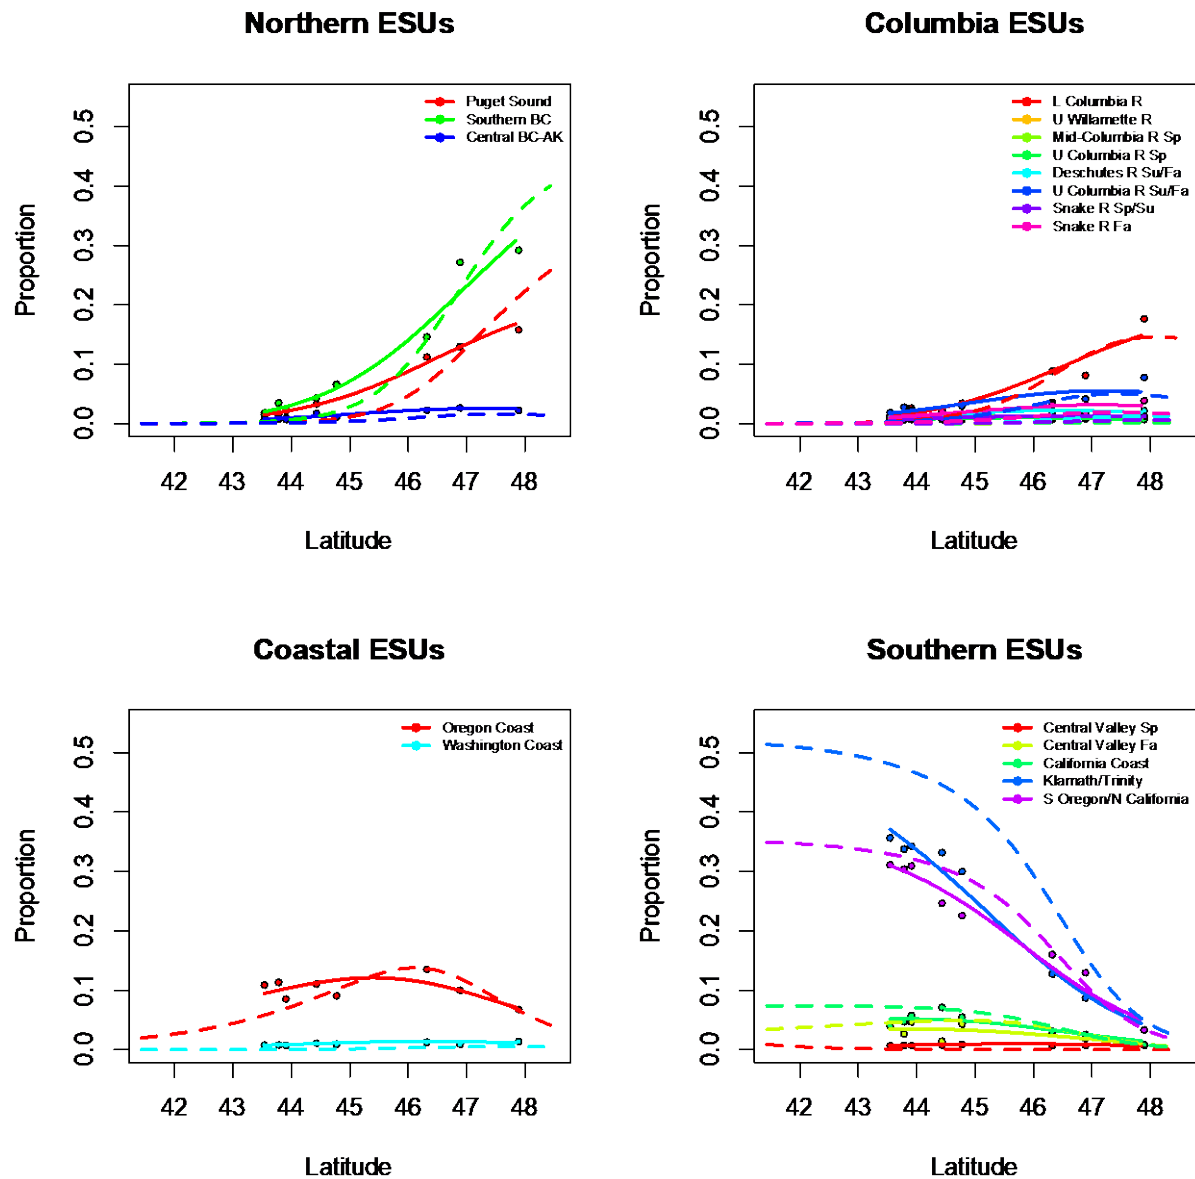 Northern ESUs
Puget Sound
Southern BC
Central BC-AK
Proportion
0.0 0.1 0.2 0.3 0.4 0.5
42 43 44 45 46 47 48
Latitude
Columbia ESUs
L Columbia R
U Willamette R
Mid-Columbia R Sp
U Columbia R Sp
Deschutes R Su/Fa
U Columbia R Su/Fa
Snake R Sp/Su
Snake R Fa
Proportion
0.0 0.1 0.2 0.3 0.4 0.5
42 43 44 45 46 47 48
Latitude
Coastal ESUs
Oregon Coast
Washington Coast
Proportion
0.0 0.1 0.2 0.3 0.4 0.5
42 43 44 45 46 47 48
Latitude
Southern ESUs
Central Valley Sp
Central Valley Fa
California Coast
Klamath/Trinity
S Oregon/N California
Proportion
0.0 0.1 0.2 0.3 0.4 0.5
42 43 44 45 46 47 48
Latitude